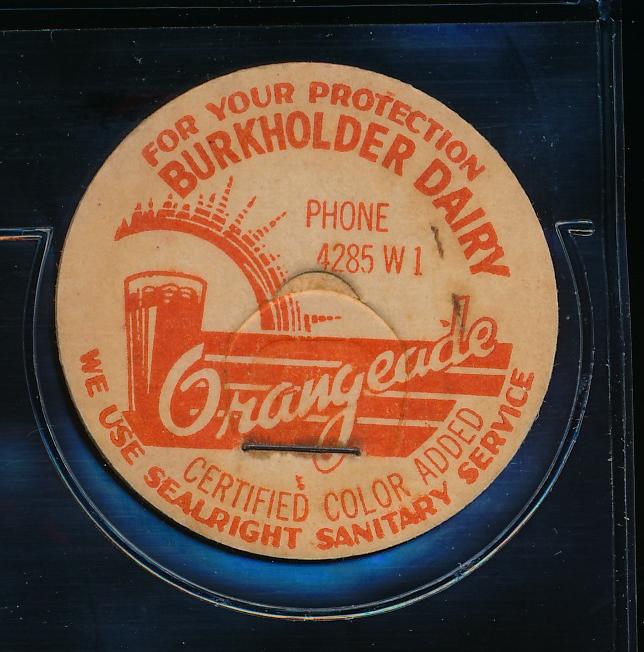 FOR YOUR PROTECTION
BURKHOLDER DAIRY
PHONE
4285 W 1
Orangeade
CERTIFIED COLOR ADDED
WE USE SEALRIGHT SANITARY SERVICE